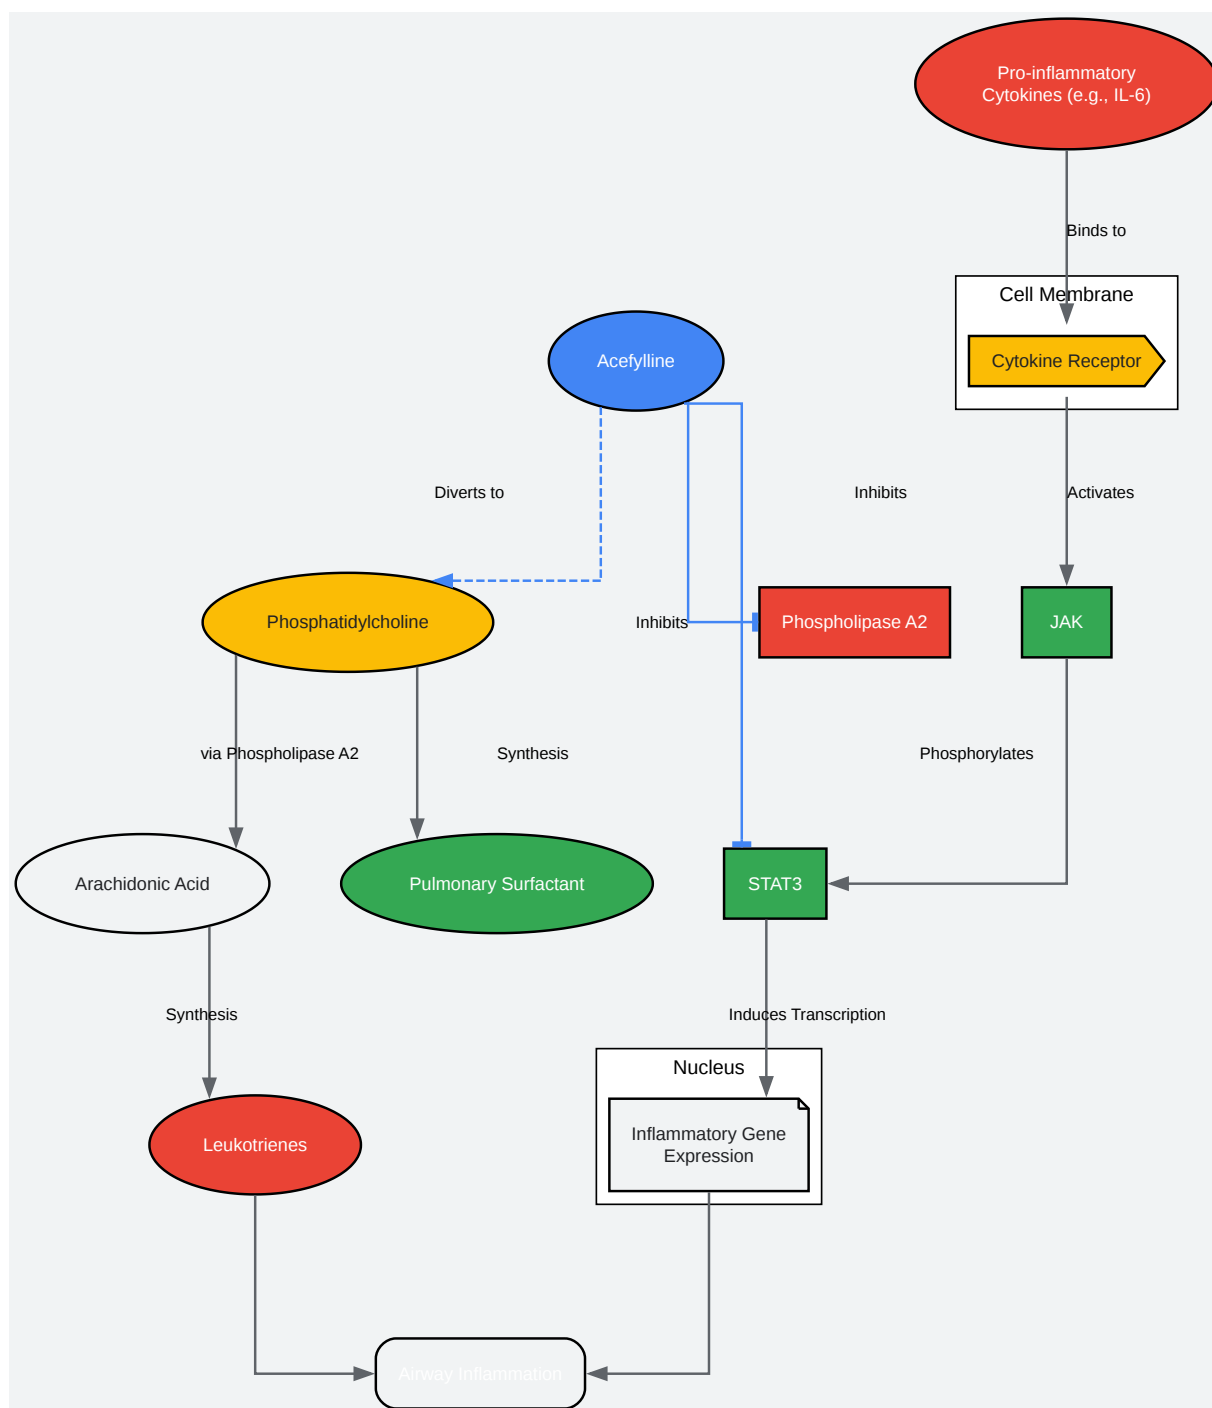 Pro-inflammatory
Cytokines (e.g., IL-6)
Binds to
Cell Membrane
Cytokine Receptor
Acefylline
Diverts to
Inhibits
Activates
Phosphatidylcholine
Inhibits
Phospholipase A2
JAK
via Phospholipase A2
Synthesis
Phosphorylates
Arachidonic Acid
Pulmonary Surfactant
STAT3
Synthesis
Induces Transcription
Nucleus
Inflammatory Gene
Expression
Leukotrienes
Airway Inflammation